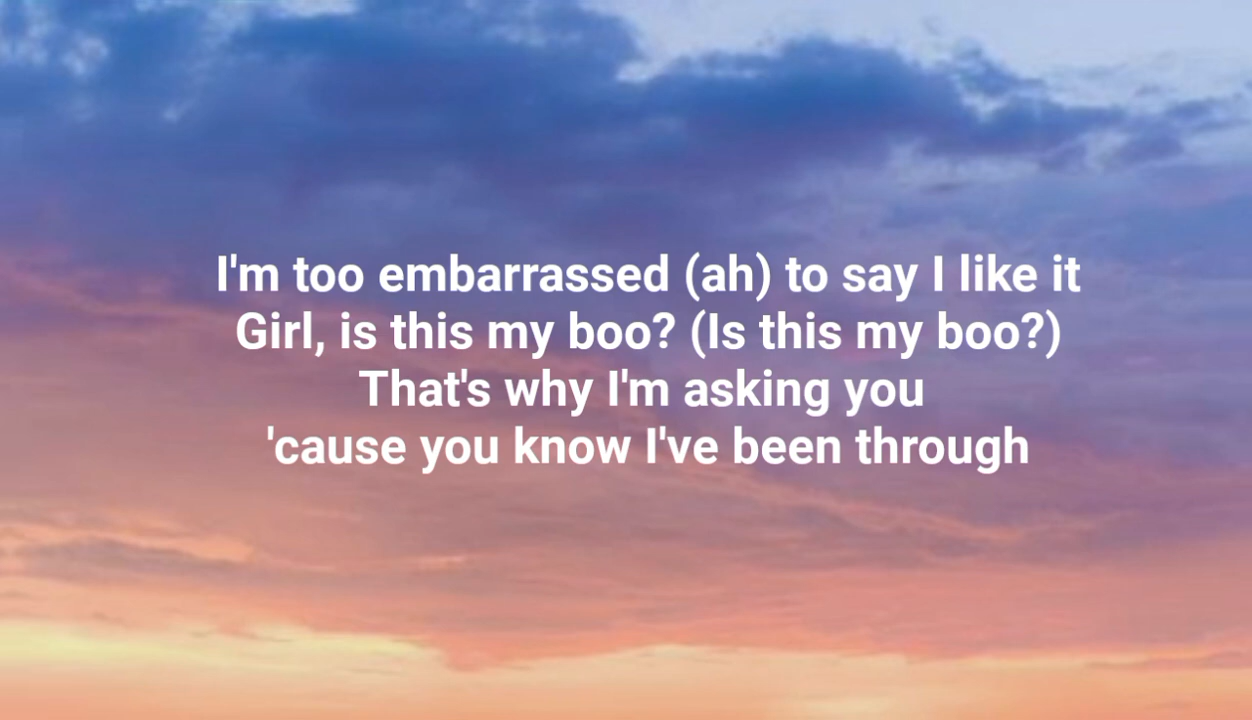 I'm too embarrassed (ah) to say I like it
Girl, is this my boo? (Is this my boo?)
That's why I'm asking you
'cause you know I've been through